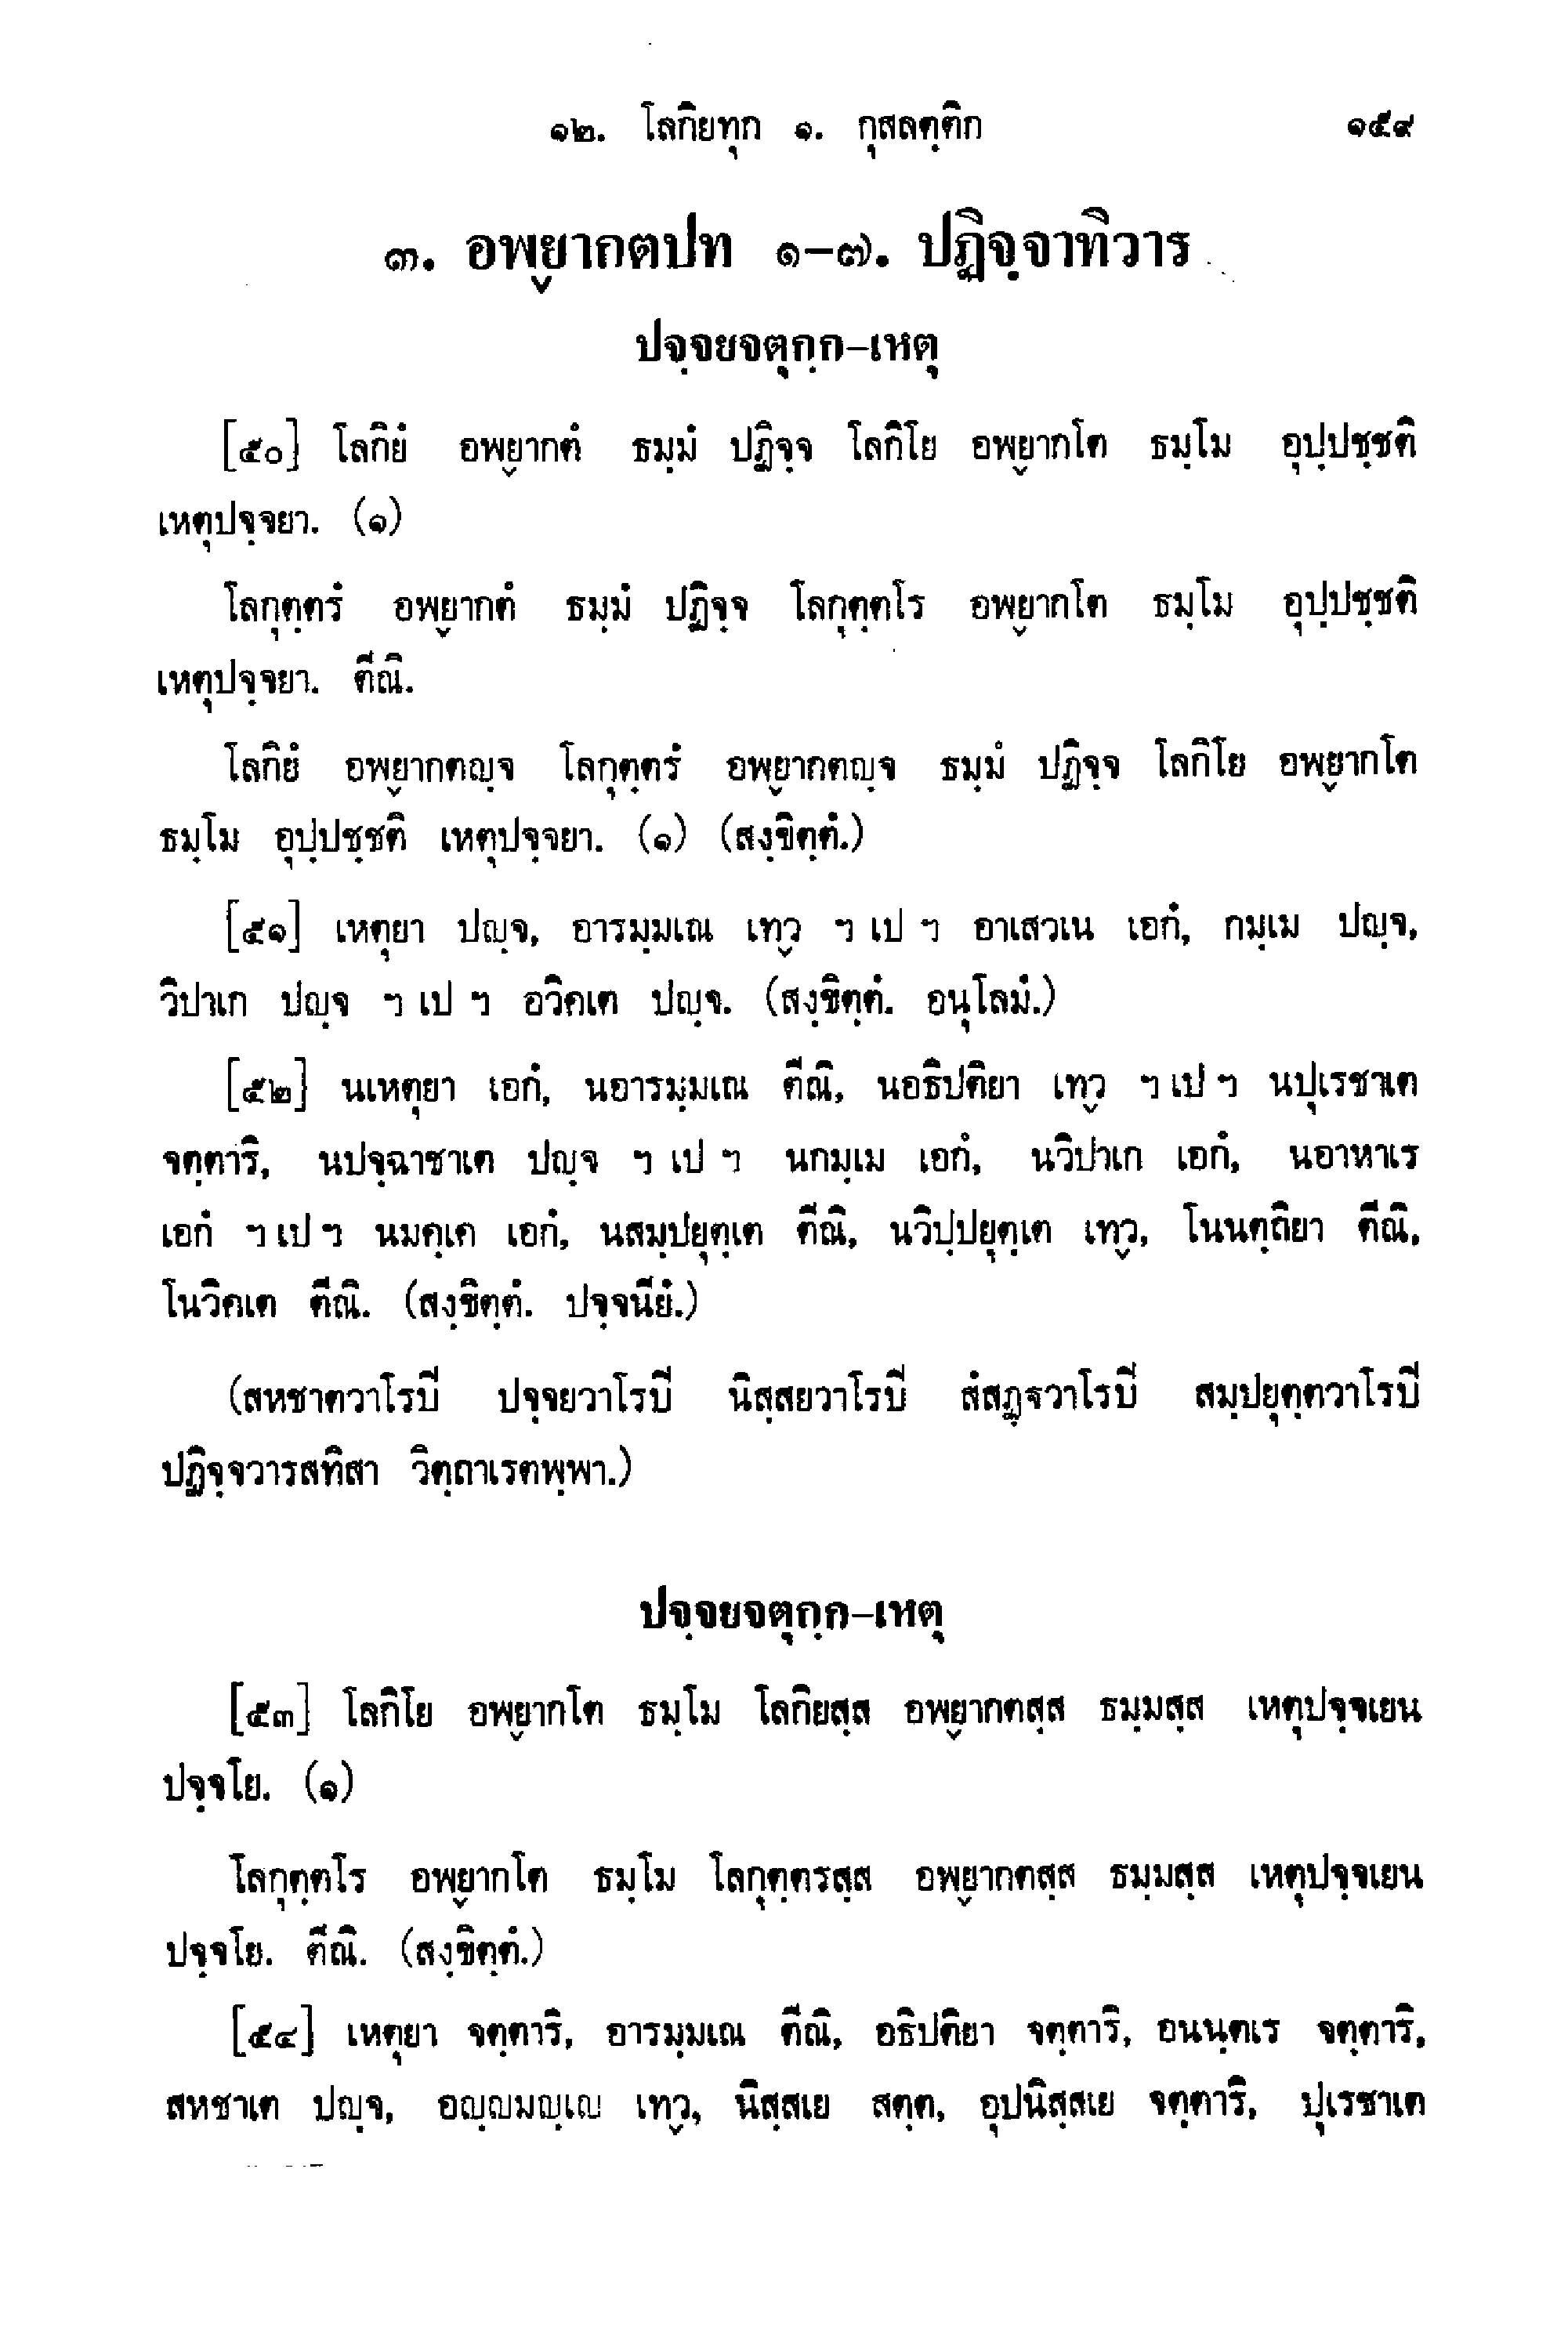 ๑๒. โลกิยทุก ๑. กุสลตฺติก ๑๕๙
๓. อพฺยากตปท ๑-๗. ปฏิจฺจาทิวาร
ปจฺจยจตุกฺก-เหตุ
[๕๐] โลกิยํ อพฺยากตํ ธมฺมํ ปฏิจฺจ โลกิโย อพฺยากโต ธมฺโม อุปฺปชฺชติ
เหตุปจฺจยา. (๑)
โลกุตฺตรํ อพฺยากตํ ธมฺมํ ปฏิจฺจ โลกุตฺตโร อพฺยากโต ธมฺโม อุปฺปชฺชติ
เหตุปจฺจยา. ตีณิ.
โลกิยํ อพฺยากตญฺจ โลกุตฺตรํ อพฺยากตญฺจ ธมฺมํ ปฏิจฺจ โลกิโย อพฺยากโต
ธมฺโม อุปฺปชฺชติ เหตุปจฺจยา. (๑) (สงฺขิตฺตํ.)
[๕๑] เหตุยา ปญฺจ, อารมฺมเณ เทฺว ฯ เป ฯ อาเสวเน เอกํ, กมฺเม ปญฺจ,
วิปาเก ปญฺจ ฯ เป ฯ อวิคเต ปญฺจ. (สงฺขิตฺตํ. อนุโลมํ.)
[๕๒] นเหตุยา เอกํ, นอารมฺมเณ ตีณิ, นอธิปติยา เทฺว ฯ เป ฯ นปุเรชาเต
จตฺตาริ, นปจฺฉาชาเต ปญฺจ ฯ เป ฯ นกมฺเม เอกํ, นวิปาเก เอกํ, นอาหาเร
เอกํ ฯ เป ฯ นมคฺเค เอกํ, นสมฺปยุตฺเต ตีณิ, นวิปฺปยุตฺเต เทฺว, โนนตฺถิยา ตีณิ,
โนวิคเต ตีณิ. (สงฺขิตฺตํ. ปจฺจนียํ.)
(สหชาตวาโรปี ปจฺจยวาโรปี นิสฺสยวาโรปี สํสฏฺฐวาโรปี สมฺปยุตฺตวาโรปี
ปฏิจฺจวารสทิสา วิตฺถาเรตพฺพา.)
ปจฺจยจตุกฺก-เหตุ
[๕๓] โลกิโย อพฺยากโต ธมฺโม โลกิยสฺส อพฺยากตสฺส ธมฺมสฺส เหตุปจฺจเยน
ปจฺจโย. (๑)
โลกุตฺตโร อพฺยากโต ธมฺโม โลกุตฺตรสฺส อพฺยากตสฺส ธมฺมสฺส เหตุปจฺจเยน
ปจฺจโย. ตีณิ. (สงฺขิตฺตํ.)
[๕๔] เหตุยา จตฺตาริ, อารมฺมเณ ตีณิ, อธิปติยา จตฺตาริ, อนนฺตเร จตฺตาริ,
สหชาเต ปญฺจ, อญฺญมญฺเญ เทฺว, นิสฺสเย สตฺต, อุปนิสฺสเย จตฺตาริ, ปุเรชาเต